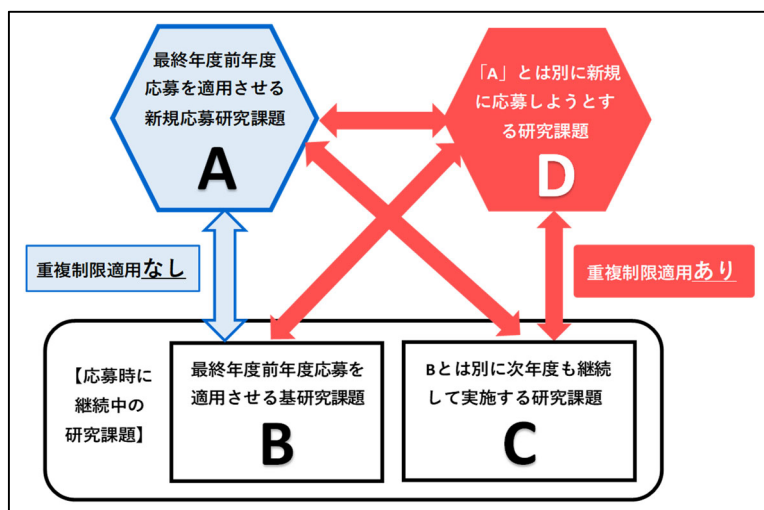 最終年度前年度
応募を適用させる
新規応募研究課題
A
「A」とは別に新規
に応募しようとす
る研究課題
D
重複制限適用なし
重複制限適用あり
【応募時に
継続中の
研究課題】
最終年度前年度応募を
適用させる基研究課題
B
Bとは別に次年度も継続
して実施する研究課題
C